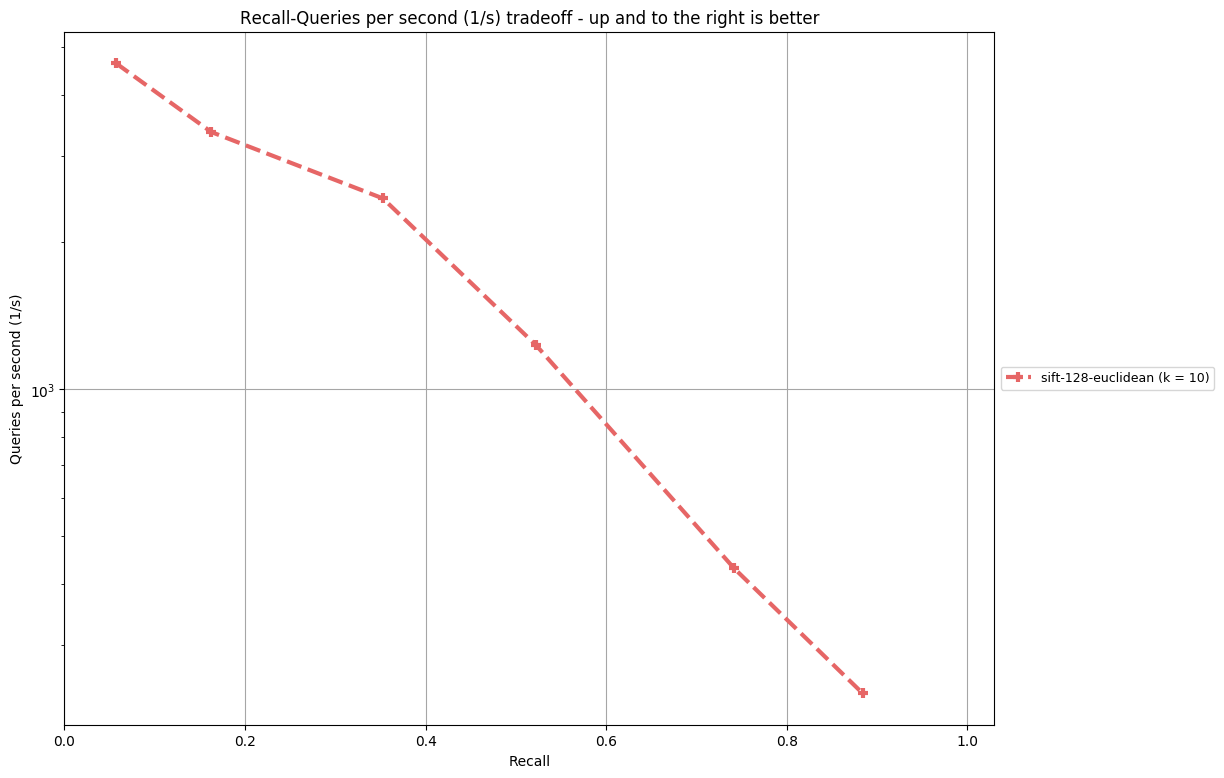 Recall-Queries per second (1/s) tradeoff - up and to the right is better
Queries per second (1/s)
10³
sift-128-euclidean (k = 10)
0.0 0.2 0.4 0.6 0.8 1.0
Recall